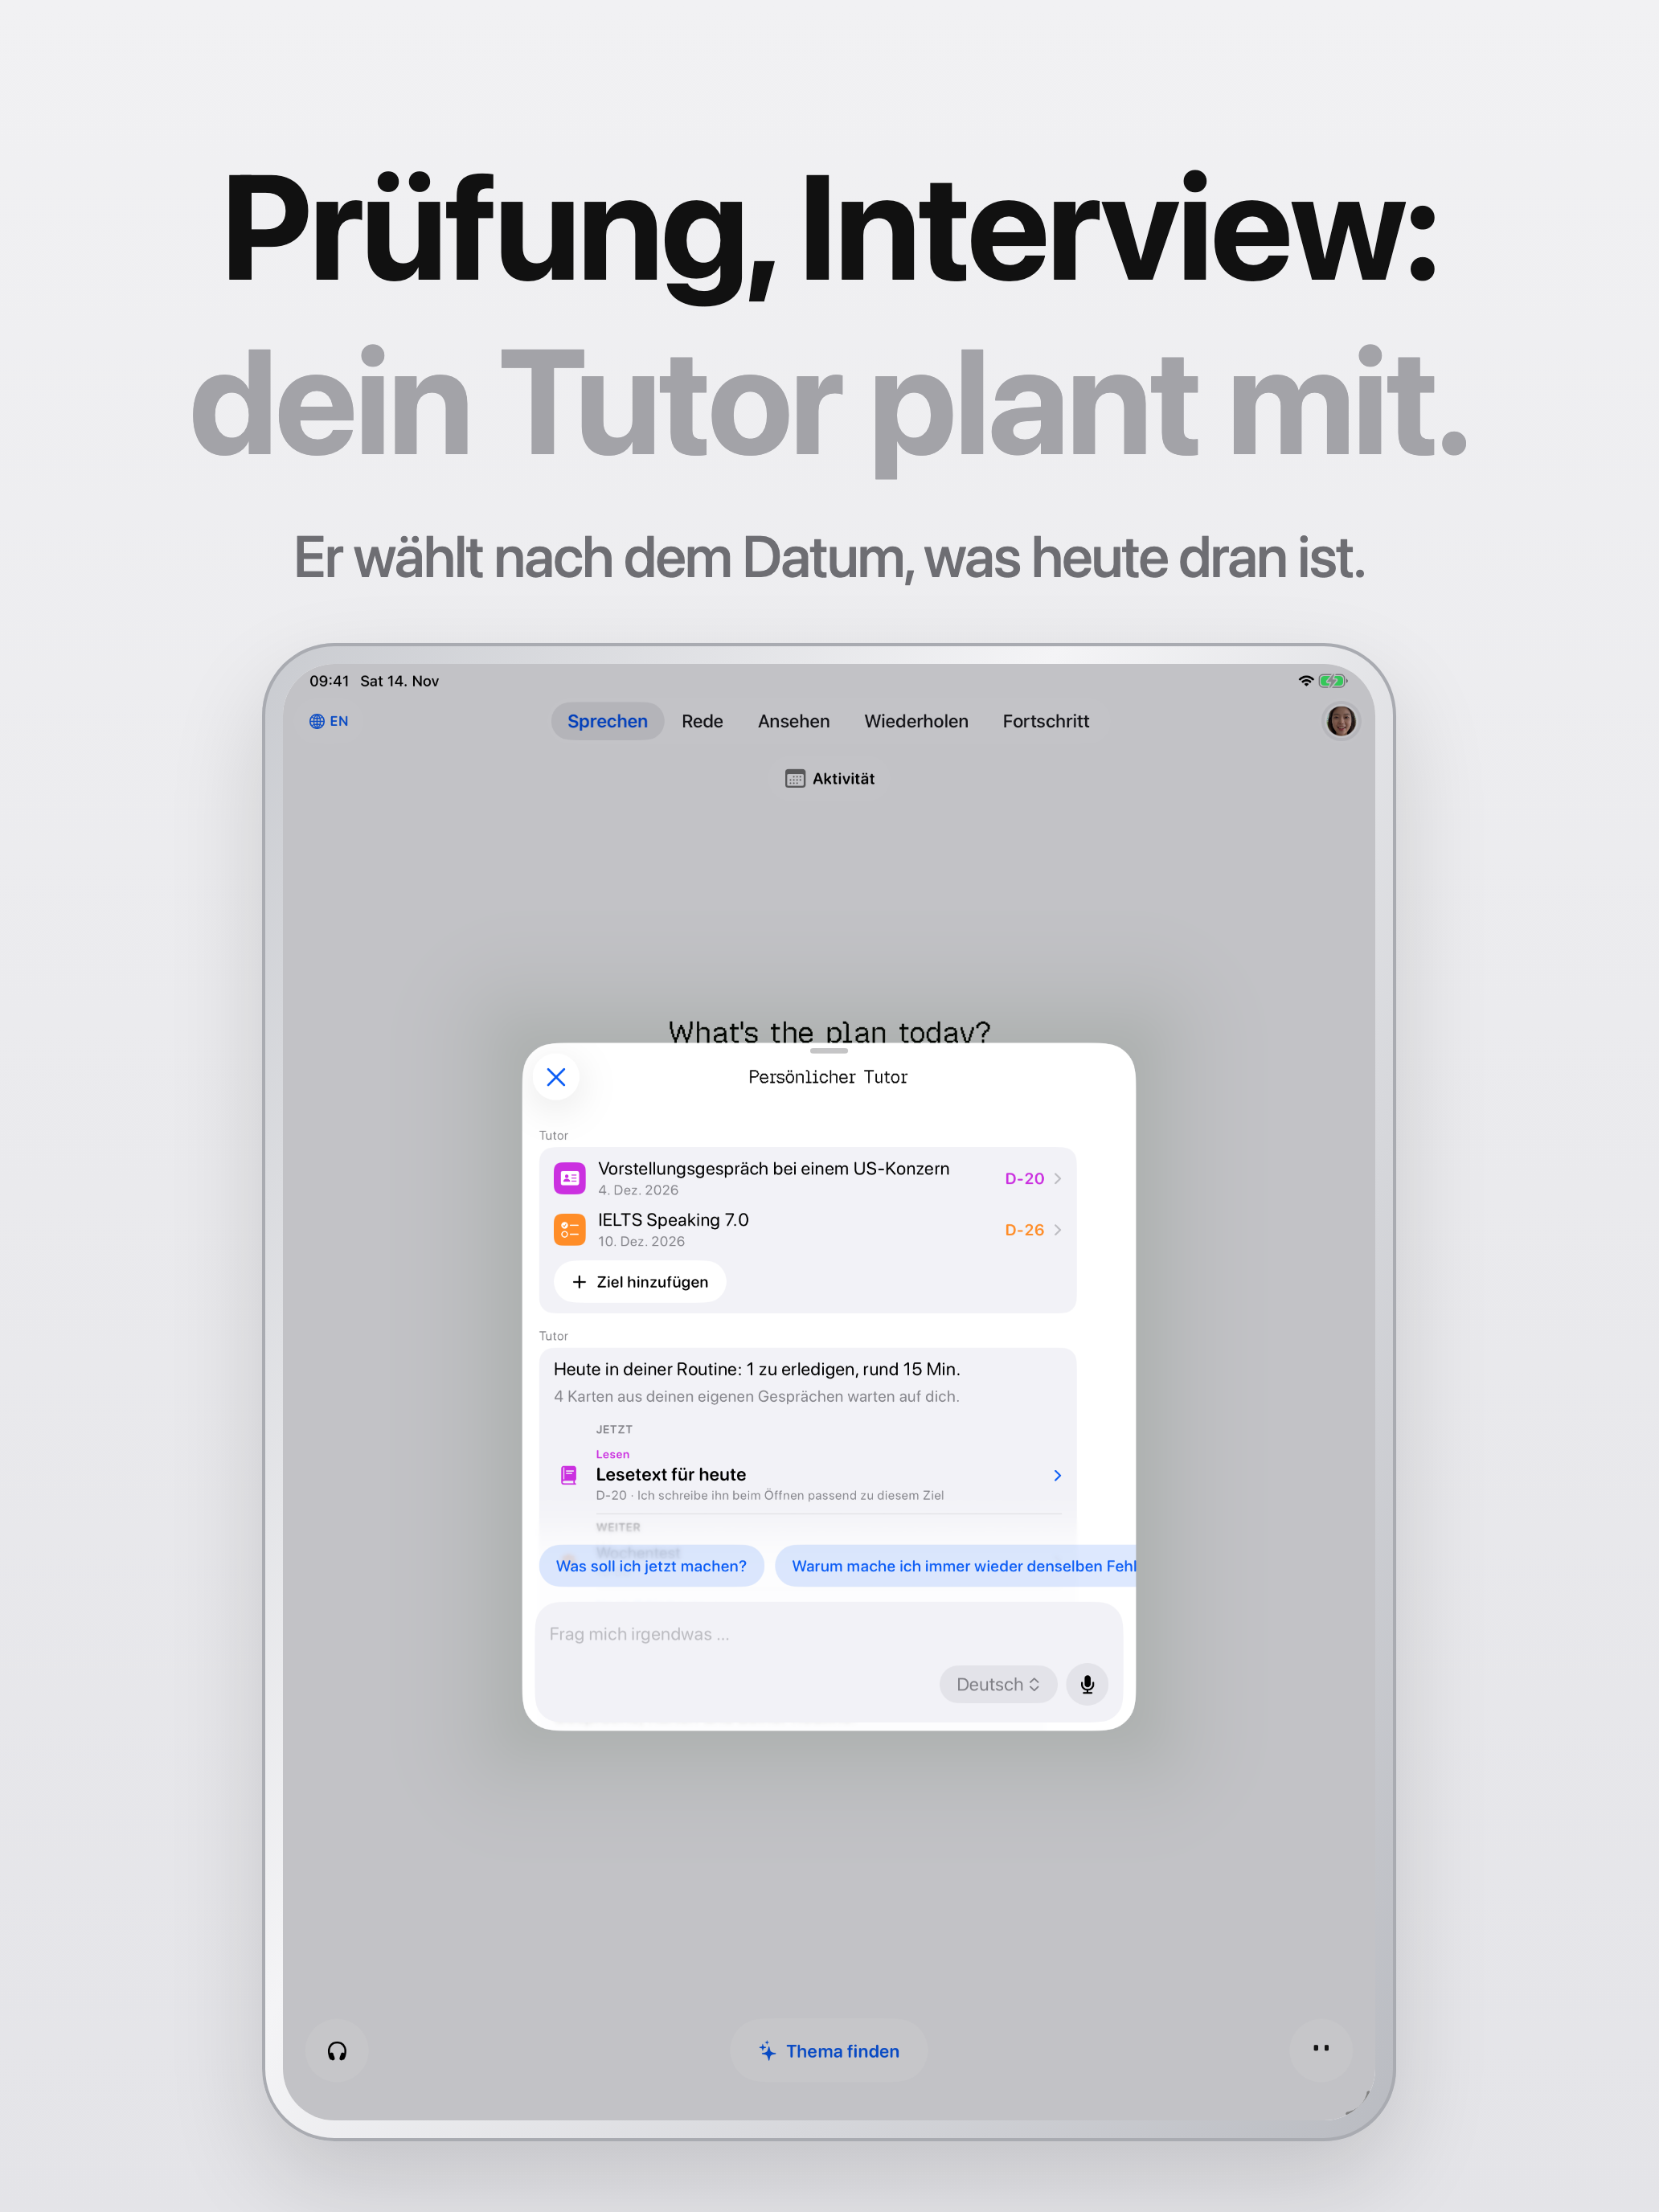 Prüfung, Interview:
dein Tutor plant mit.
Er wählt nach dem Datum, was heute dran ist.
09:41 Sat 14. Nov
EN
Sprechen
Rede
Ansehen
Wiederholen
Fortschritt
Aktivität
What's the plan today?
Persönlicher Tutor
Tutor
Vorstellungsgespräch bei einem US-Konzern
D-20
4. Dez. 2026
IELTS Speaking 7.0
D-26
10. Dez. 2026
+ Ziel hinzufügen
Tutor
Heute in deiner Routine: 1 zu erledigen, rund 15 Min.
4 Karten aus deinen eigenen Gesprächen warten auf dich.
JETZT
Lesen
Lesetext für heute
D-20 · Ich schreibe ihn beim Öffnen passend zu diesem Ziel
WEITER
Wochentest
Was soll ich jetzt machen?
Warum mache ich immer wieder denselben Fehl
Frag mich irgendwas ...
Deutsch
Thema finden